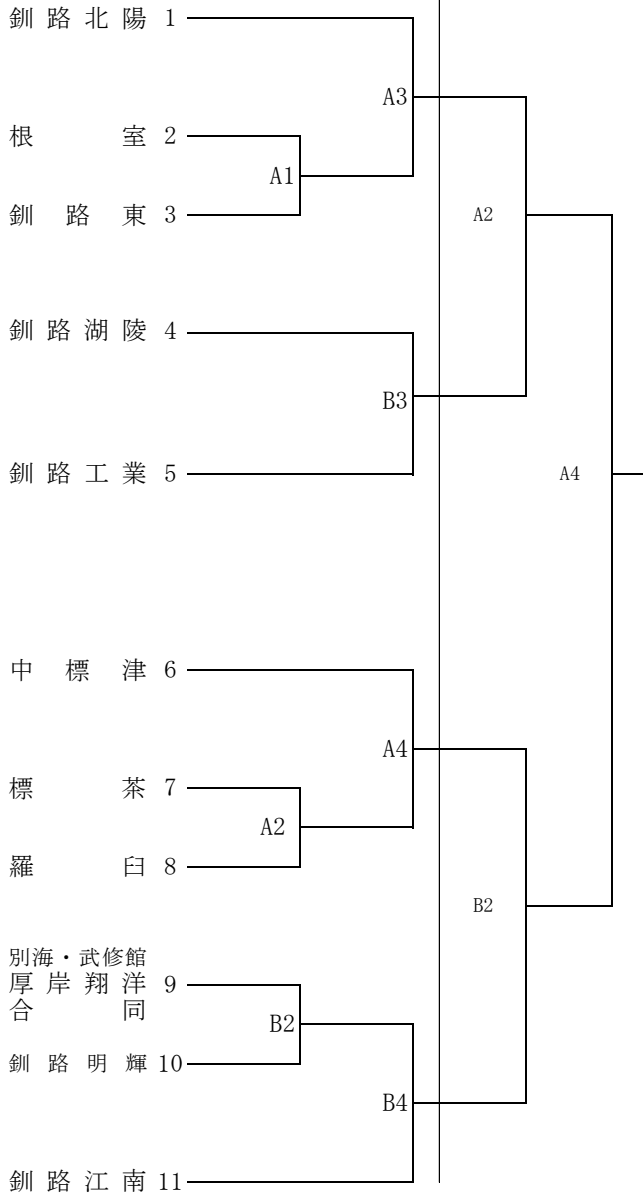 釧路北陽 1
A3
根室 2
A1
釧路東 3
A2
釧路湖陵 4
B3
釧路工業 5
A4
中標津 6
A4
標茶 7
A2
羅臼 8
B2
別海・武修館
厚岸翔洋 9
合同
B2
釧路明輝 10
B4
釧路江南 11